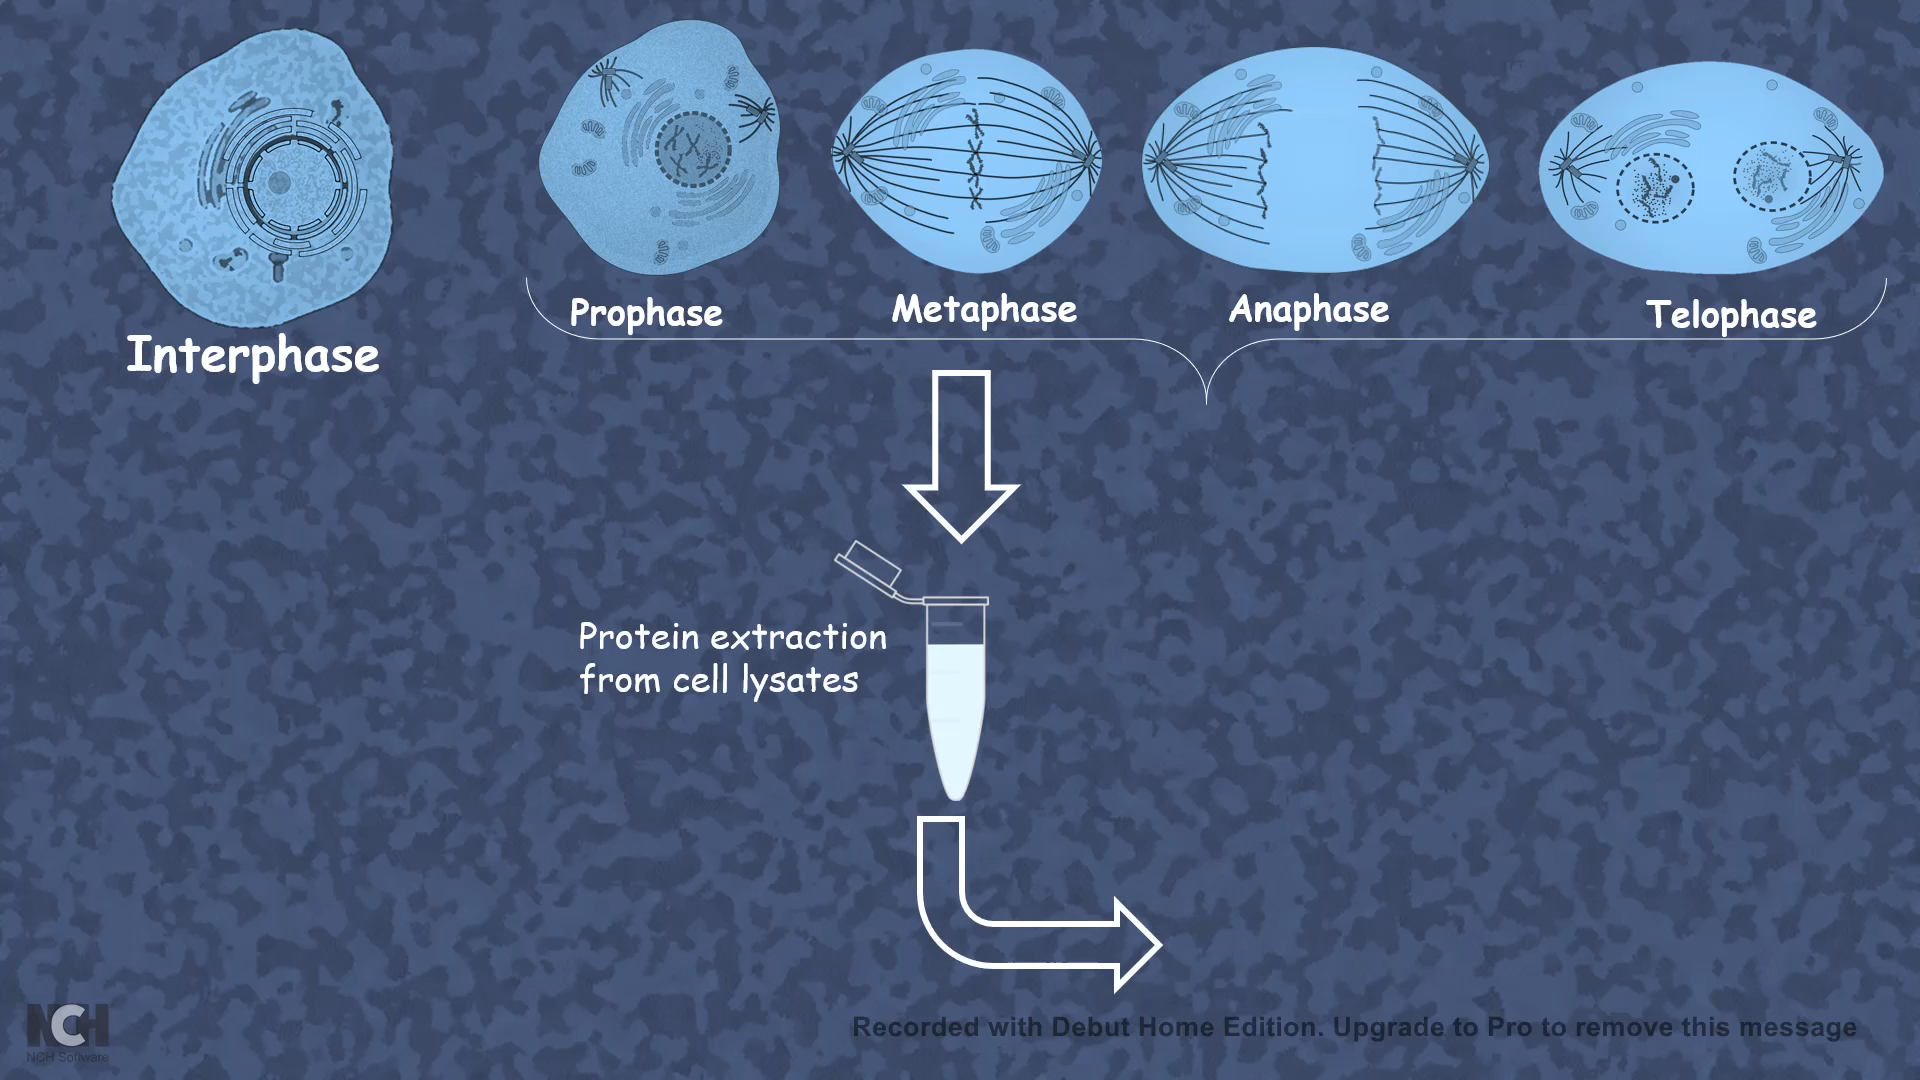 Prophase
Metaphase
Anaphase
Telophase
Interphase
Protein extraction
from cell lysates
NCH
NCH Software
Recorded with Debut Home Edition. Upgrade to Pro to remove this message